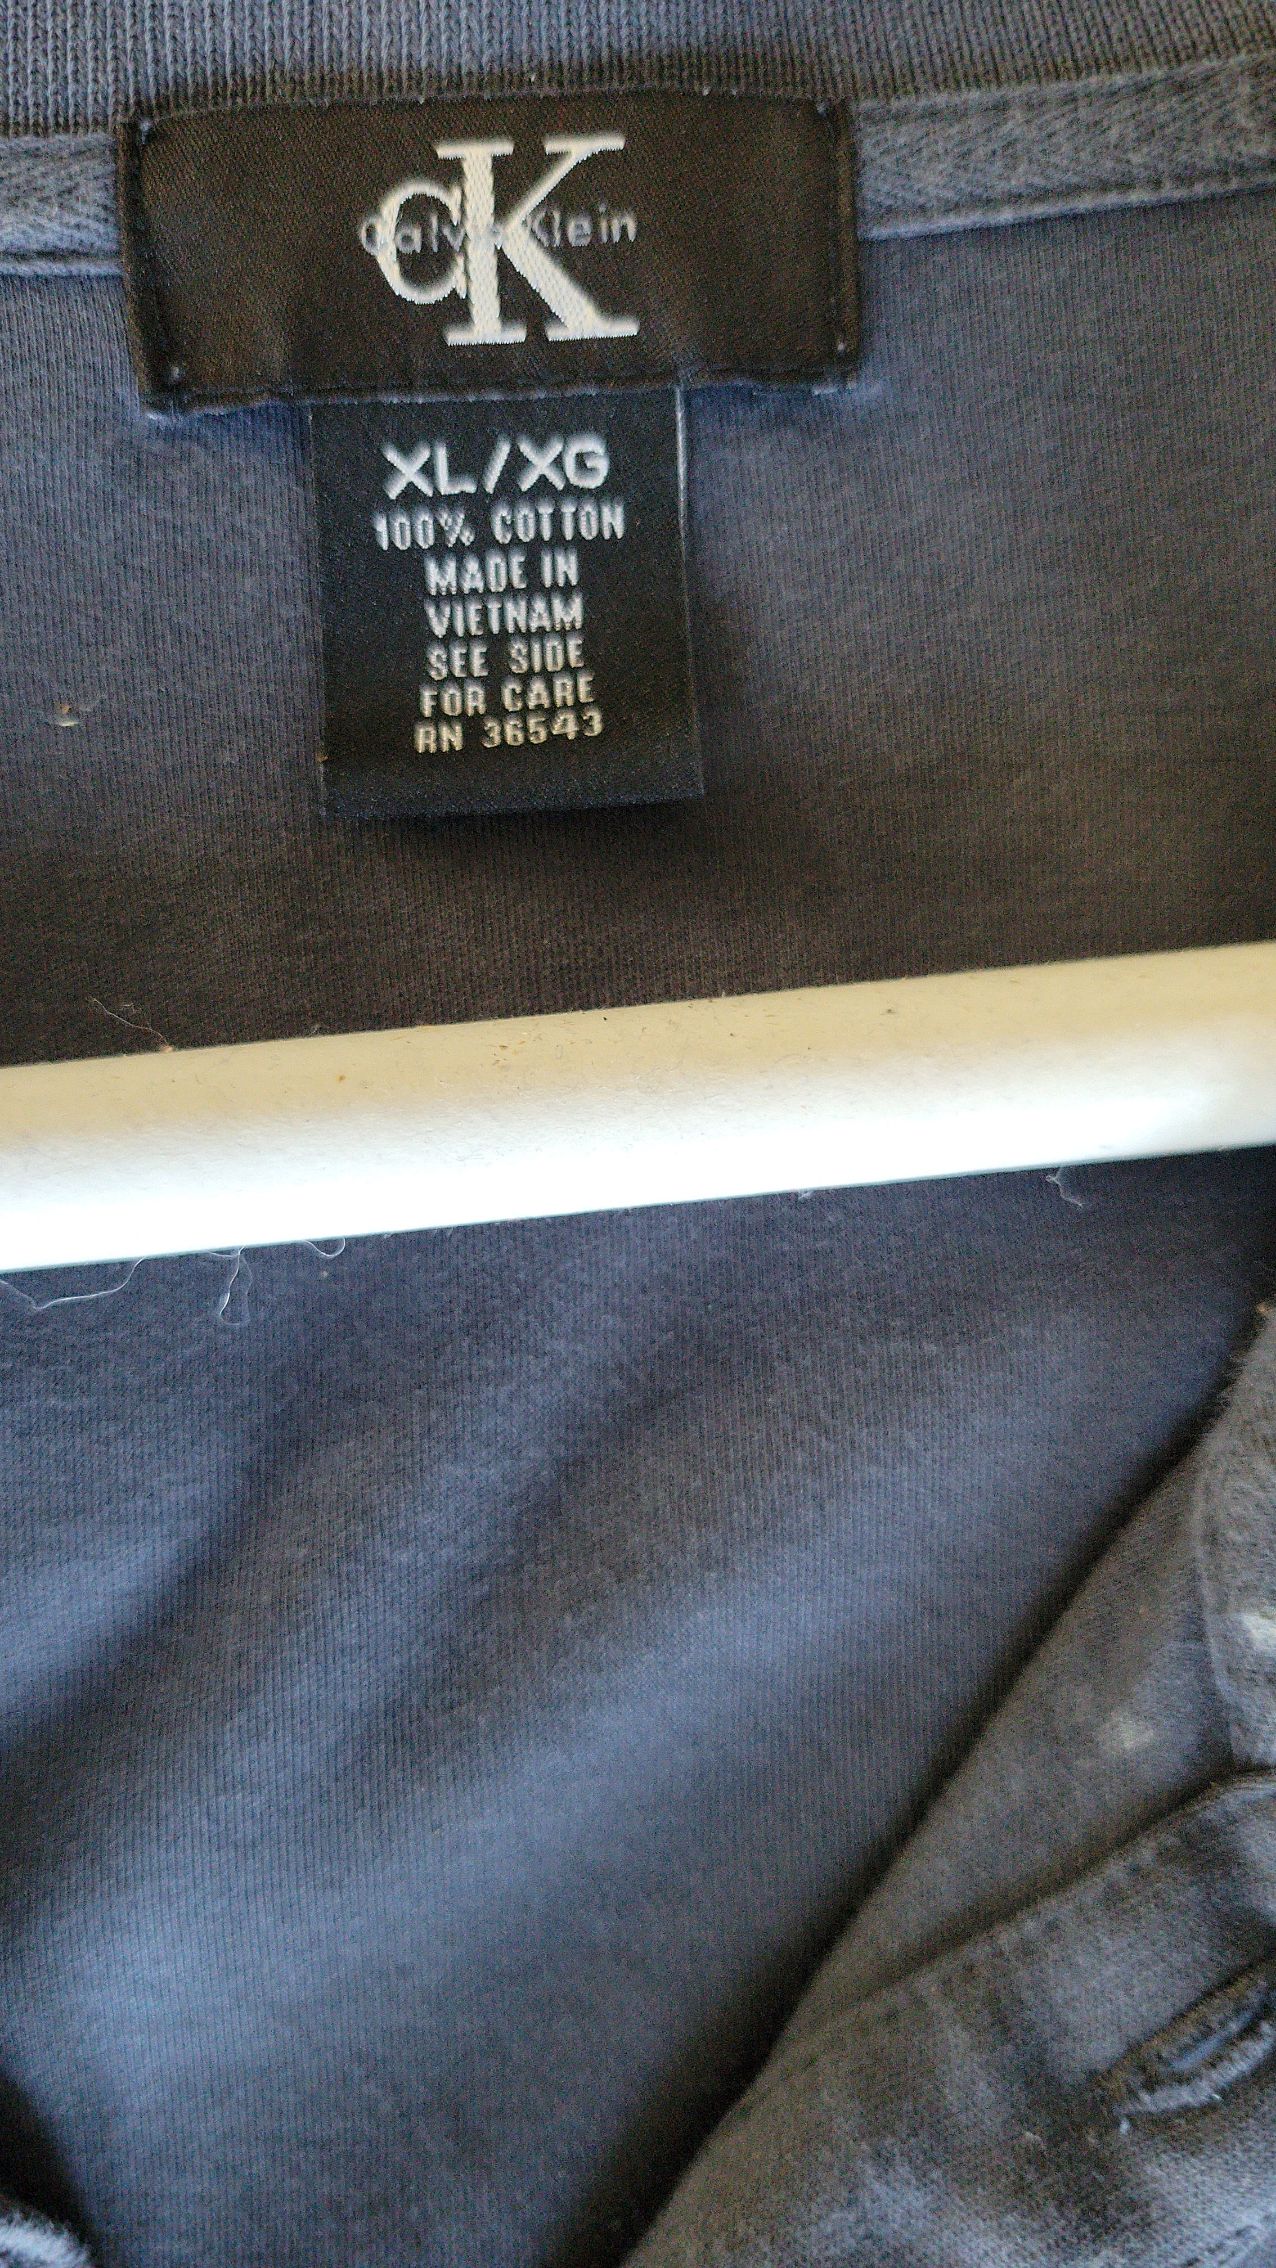 cK
Calvin Klein
XL/XG
100% COTTON
MADE IN
VIETNAM
SEE SIDE
FOR CARE
RN 36543